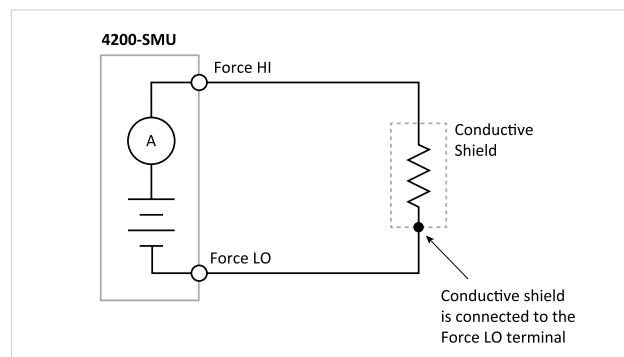 4200-SMU
Force HI
A
Conductive
Shield
Force LO
Conductive shield
is connected to the
Force LO terminal